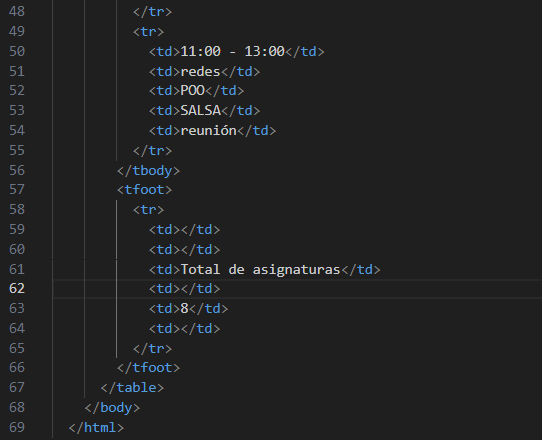 48 </tr>
49 <tr>
50 <td>11:00 - 13:00</td>
51 <td>redes</td>
52 <td>POO</td>
53 <td>SALSA</td>
54 <td>reunión</td>
55 </tr>
56 </tbody>
57 <tfoot>
58 <tr>
59 <td></td>
60 <td></td>
61 <td>Total de asignaturas</td>
62 <td></td>
63 <td>8</td>
64 <td></td>
65 </tr>
66 </tfoot>
67 </table>
68 </body>
69 </html>